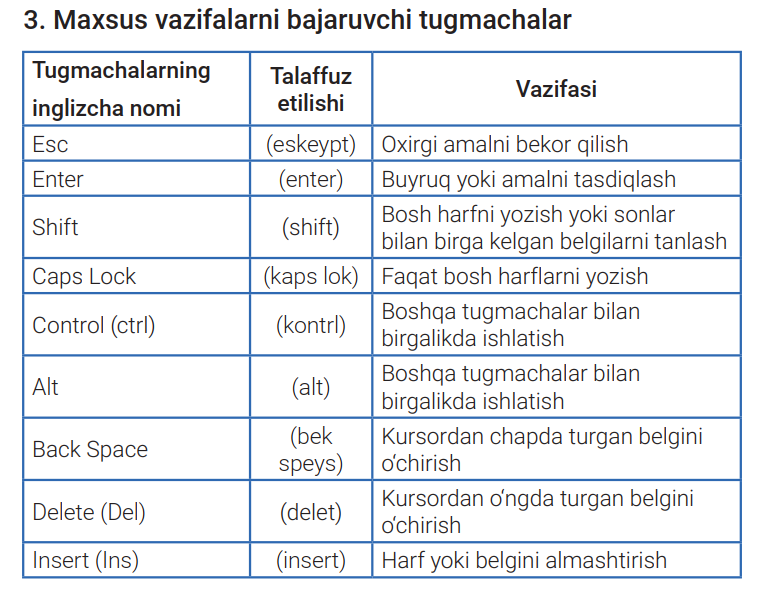 3. Maxsus vazifalarni bajaruvchi tugmachalar
Tugmachalarning
inglizcha nomi
Talaffuz
etilishi
Vazifasi
Esc
(eskeypt)
Oxirgi amalni bekor qilish
Enter
(enter)
Buyruq yoki amalni tasdiqlash
Shift
(shift)
Bosh harfni yozish yoki sonlar
bilan birga kelgan belgilarni tanlash
Caps Lock
(kaps lok)
Faqat bosh harflarni yozish
Control (ctrl)
(kontrl)
Boshqa tugmachalar bilan
birgalikda ishlatish
Alt
(alt)
Boshqa tugmachalar bilan
birgalikda ishlatish
Back Space
(bek
speys)
Kursordan chapda turgan belgini
o‘chirish
Delete (Del)
(delet)
Kursordan o‘ngda turgan belgini
o‘chirish
Insert (Ins)
(insert)
Harf yoki belgini almashtirish